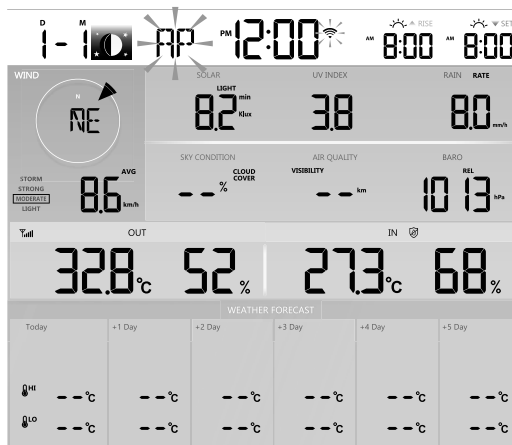 D M
1 - 1 AP PM 12:00 RISE AM 8:00 SET AM 8:00
WIND SOLAR UV INDEX RAIN RATE
N
NE
LIGHT
8.2 min Klux 3.8 8.0 mm/h
SKY CONDITION AIR QUALITY BARO
CLOUD COVER VISIBILITY REL
-- % -- km 1013 hPa
STORM
STRONG
MODERATE
LIGHT
AVG
8.6 km/h
OUT IN
32.8 °C 52 % 27.3 °C 68 %
WEATHER FORECAST
Today +1 Day +2 Day +3 Day +4 Day +5 Day
HI -- °C -- °C -- °C -- °C -- °C -- °C
LO -- °C -- °C -- °C -- °C -- °C -- °C